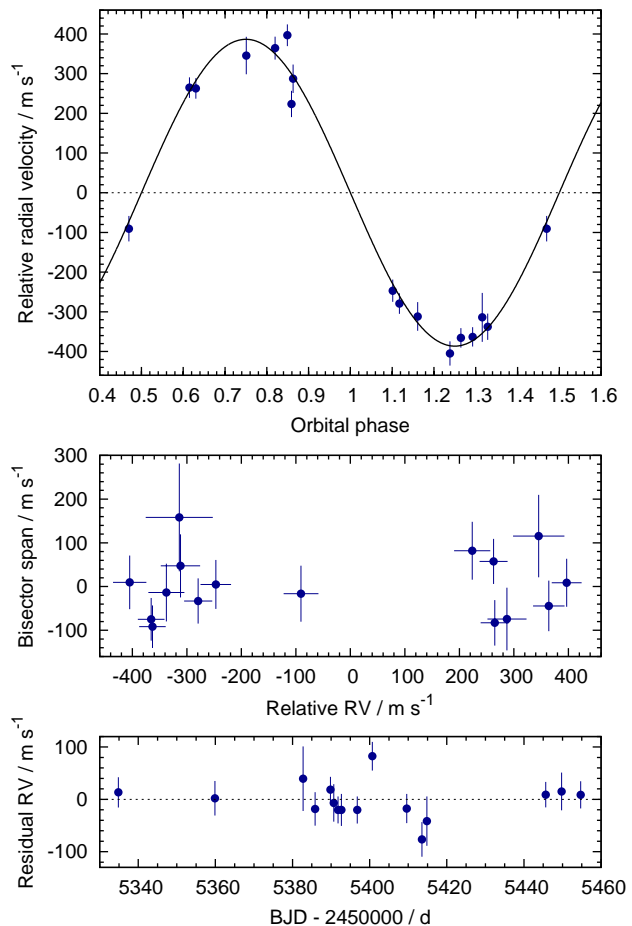 400
300
200
100
0
-100
-200
-300
-400
Relative radial velocity / m s⁻¹
0.4 0.5 0.6 0.7 0.8 0.9 1 1.1 1.2 1.3 1.4 1.5 1.6
Orbital phase
300
200
100
0
-100
Bisector span / m s⁻¹
-400 -300 -200 -100 0 100 200 300 400
Relative RV / m s⁻¹
100
0
-100
Residual RV / m s⁻¹
5340 5360 5380 5400 5420 5440 5460
BJD - 2450000 / d